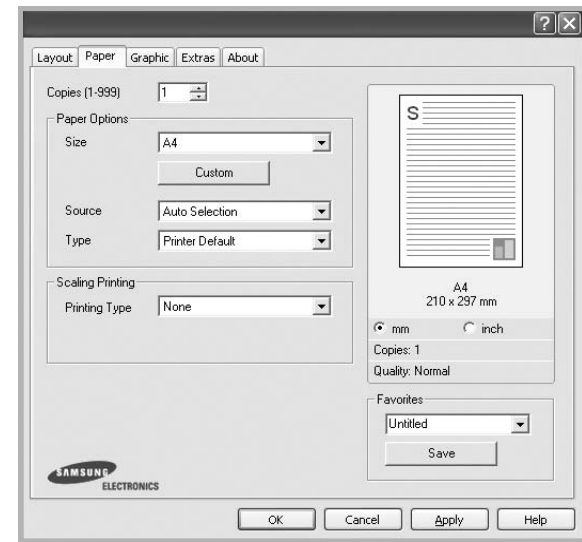 Layout Paper Graphic Extras About
Copies (1-999) 1
Paper Options
Size A4
Custom
Source Auto Selection
Type Printer Default
Scaling Printing
Printing Type None
S
A4
210 x 297 mm
mm inch
Copies: 1
Quality: Normal
Favorites
Untitled
Save
SAMSUNG
ELECTRONICS
OK Cancel Apply Help